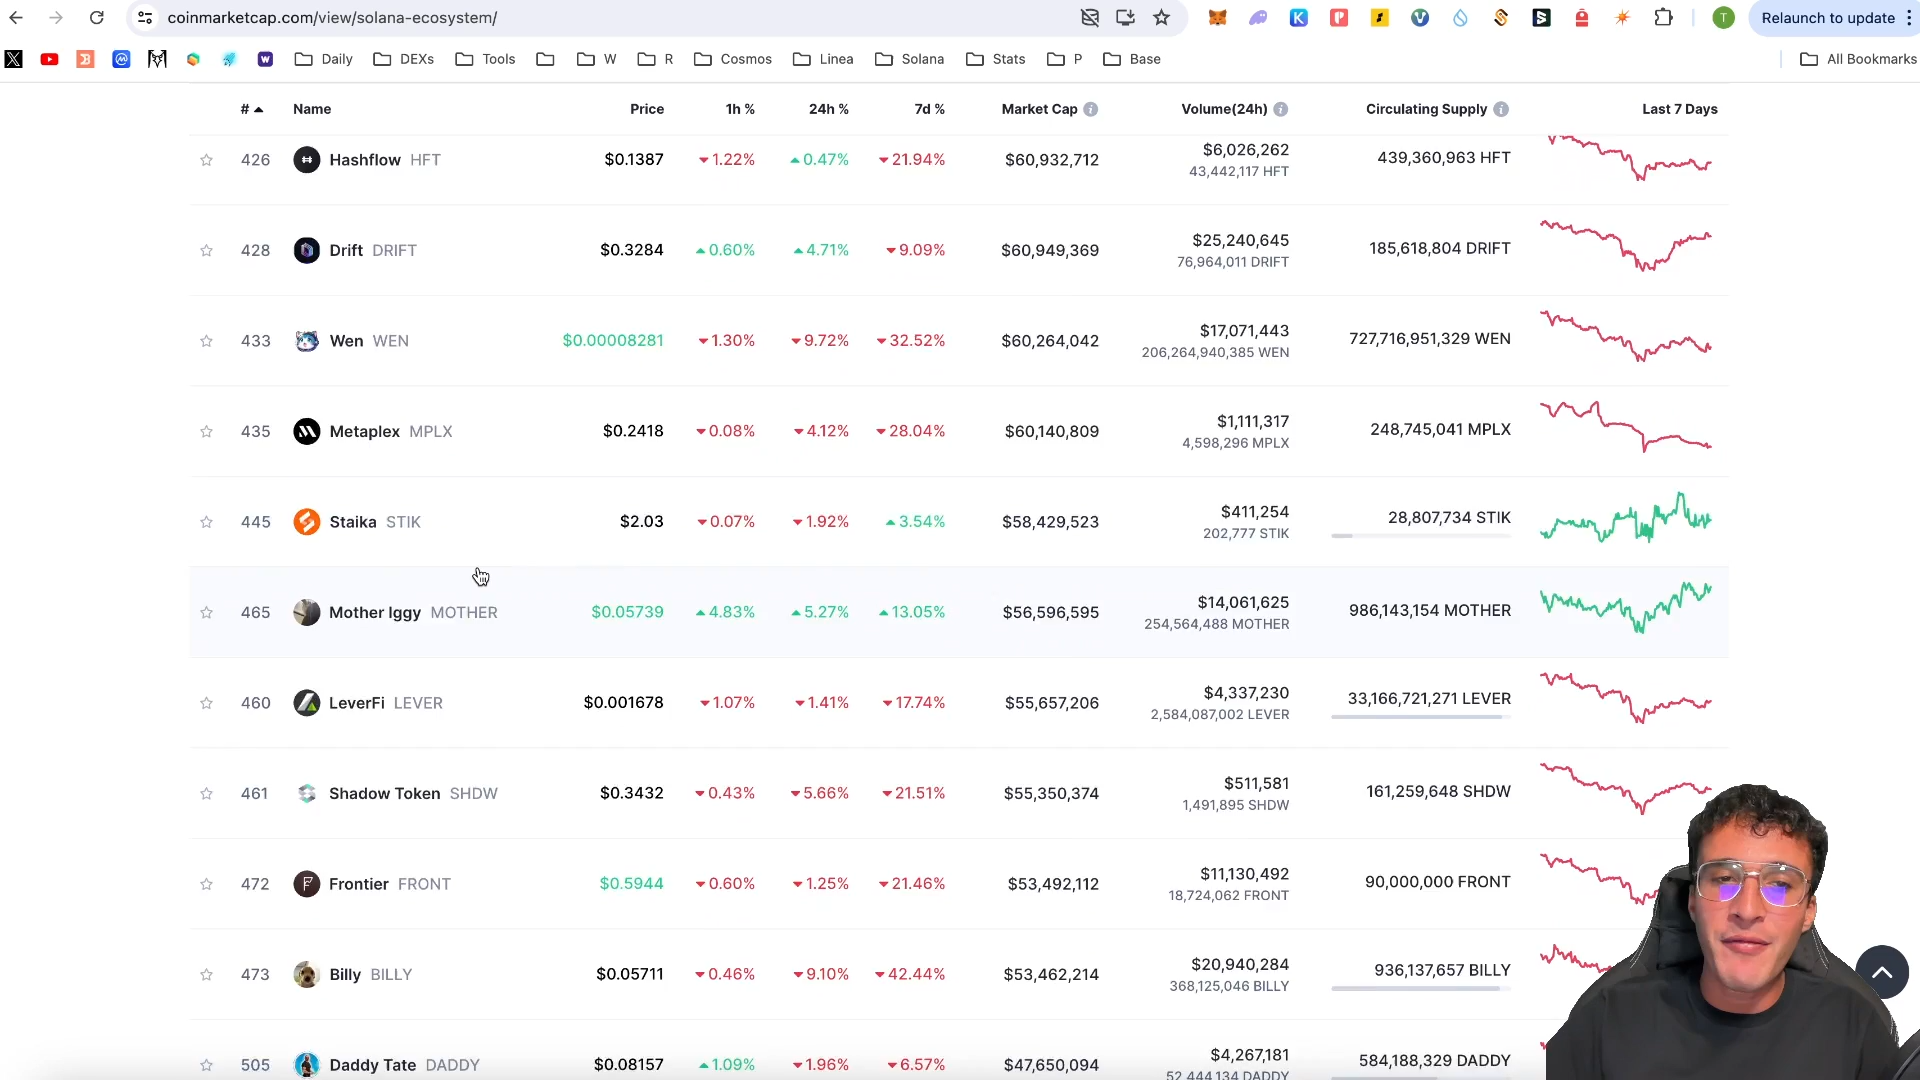 coinmarketcap.com/view/solana-ecosystem/
T Relaunch to update
Daily DEXs Tools W R Cosmos Linea Solana Stats P Base All Bookmarks
# Name Price 1h % 24h % 7d % Market Cap Volume(24h) Circulating Supply Last 7 Days
426 Hashflow HFT $0.1387 1.22% 0.47% 21.94% $60,932,712 $6,026,262 439,360,963 HFT
43,442,117 HFT
428 Drift DRIFT $0.3284 0.60% 4.71% 9.09% $60,949,369 $25,240,645 185,618,804 DRIFT
76,964,011 DRIFT
433 Wen WEN $0.00008281 1.30% 9.72% 32.52% $60,264,042 $17,071,443 727,716,951,329 WEN
206,264,940,385 WEN
435 Metaplex MPLX $0.2418 0.08% 4.12% 28.04% $60,140,809 $1,111,317 248,745,041 MPLX
4,598,296 MPLX
445 Staika STIK $2.03 0.07% 1.92% 3.54% $58,429,523 $411,254 28,807,734 STIK
202,777 STIK
465 Mother Iggy MOTHER $0.05739 4.83% 5.27% 13.05% $56,596,595 $14,061,625 986,143,154 MOTHER
254,564,488 MOTHER
460 LeverFi LEVER $0.001678 1.07% 1.41% 17.74% $55,657,206 $4,337,230 33,166,721,271 LEVER
2,584,087,002 LEVER
461 Shadow Token SHDW $0.3432 0.43% 5.66% 21.51% $55,350,374 $511,581 161,259,648 SHDW
1,491,895 SHDW
472 Frontier FRONT $0.5944 0.60% 1.25% 21.46% $53,492,112 $11,130,492 90,000,000 FRONT
18,724,062 FRONT
473 Billy BILLY $0.05711 0.46% 9.10% 42.44% $53,462,214 $20,940,284 936,137,657 BILLY
368,125,046 BILLY
505 Daddy Tate DADDY $0.08157 1.09% 1.96% 6.57% $47,650,094 $4,267,181 584,188,329 DADDY
52,444,134 DADDY